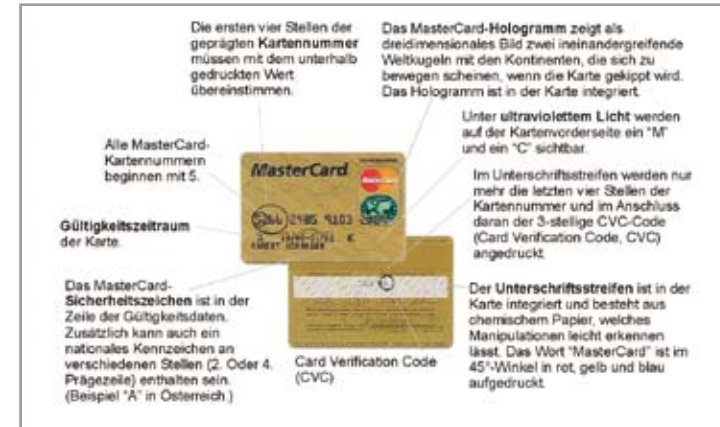 Die ersten vier Stellen der
geprägten Kartennummer
müssen mit dem unterhalb
gedruckten Wert
übereinstimmen.
Das MasterCard-Hologramm zeigt als
dreidimensionales Bild zwei ineinandergreifende
Weltkugeln mit den Kontinenten, die sich zu
bewegen scheinen, wenn die Karte gekippt wird.
Das Hologramm ist in der Karte integriert.
Unter ultraviolettem Licht werden
auf der Kartenvorderseite ein "M"
und ein "C" sichtbar.
Alle MasterCard-
Kartennummern
beginnen mit 5.
Im Unterschriftsstreifen werden nur
mehr die letzten vier Stellen der
Kartennummer und im Anschluss
daran der 3-stellige CVC-Code
(Card Verification Code, CVC)
angedruckt.
Gültigkeitszeitraum
der Karte.
MasterCard
Das MasterCard-
Sicherheitszeichen ist in der
Zeile der Gültigkeitsdaten.
Zusätzlich kann auch ein
nationales Kennzeichen an
verschiedenen Stellen (2. Oder 4.
Prägezeile) enthalten sein.
(Beispiel "A" in Österreich.)
Card Verification Code
(CVC)
Der Unterschriftsstreifen ist in der
Karte integriert und besteht aus
chemischem Papier, welches
Manipulationen leicht erkennen
lässt. Das Wort "MasterCard" ist im
45°-Winkel in rot, gelb und blau
aufgedruckt.